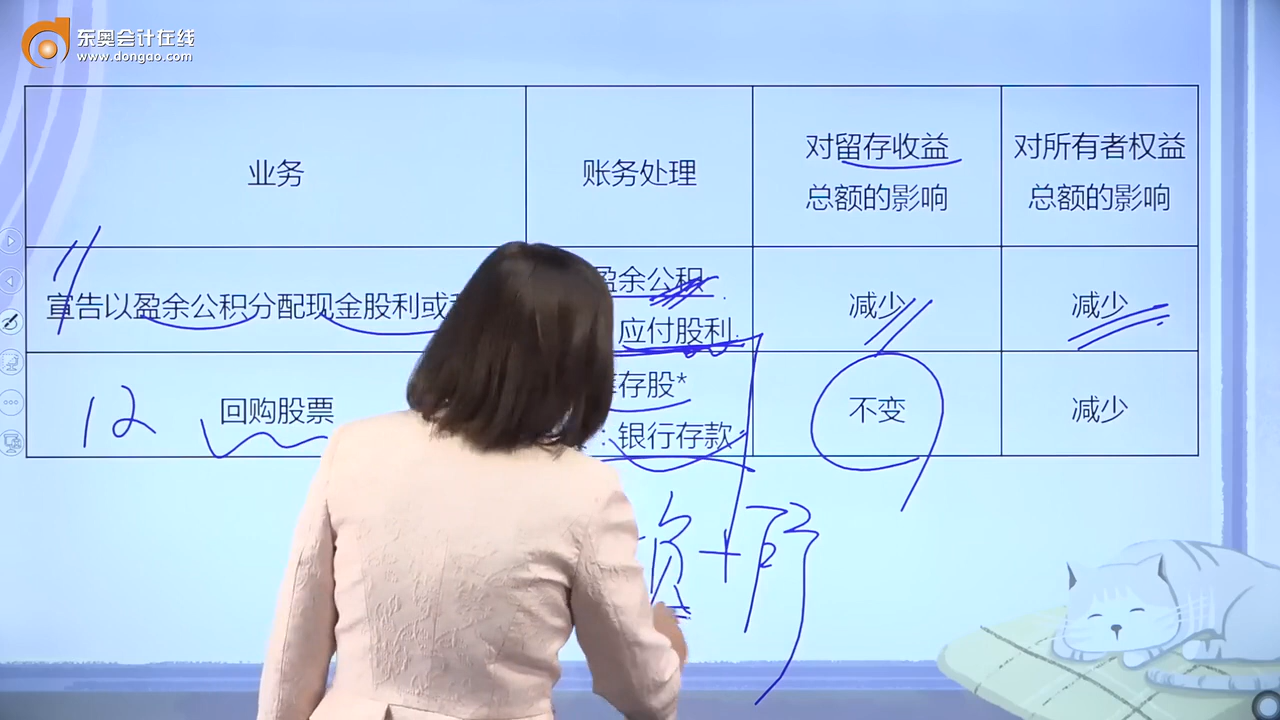 东奥会计在线
www.dongao.com
业务
账务处理
对留存收益
总额的影响
对所有者权益
总额的影响
宣告以盈余公积分配现金股利或
盈余公积
应付股利
减少
减少
12
回购股票
存股*
：银行存款
不变
减少
负+所